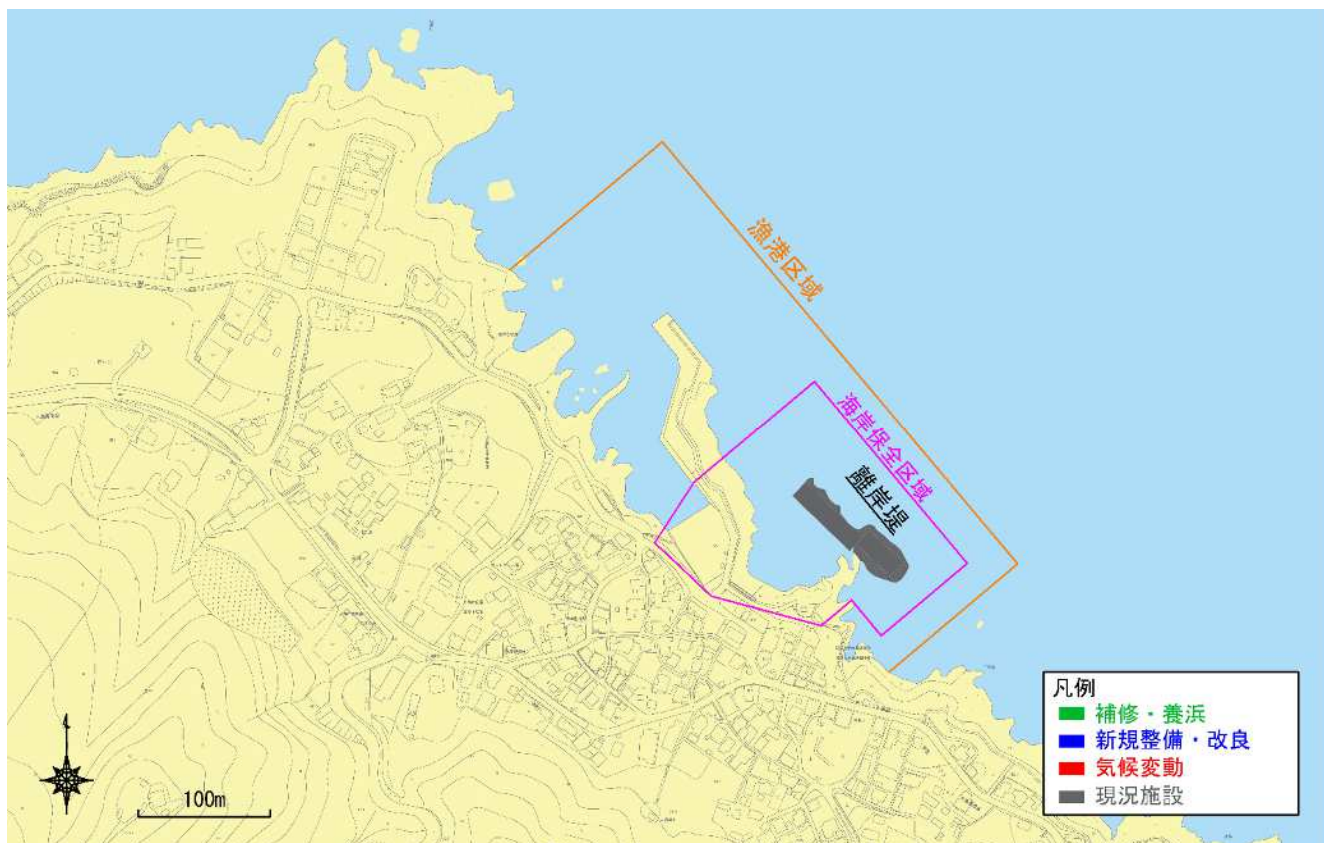 漁港区域
海岸保全区域
離岸堤
100m
凡例
補修・養浜
新規整備・改良
気候変動
現況施設